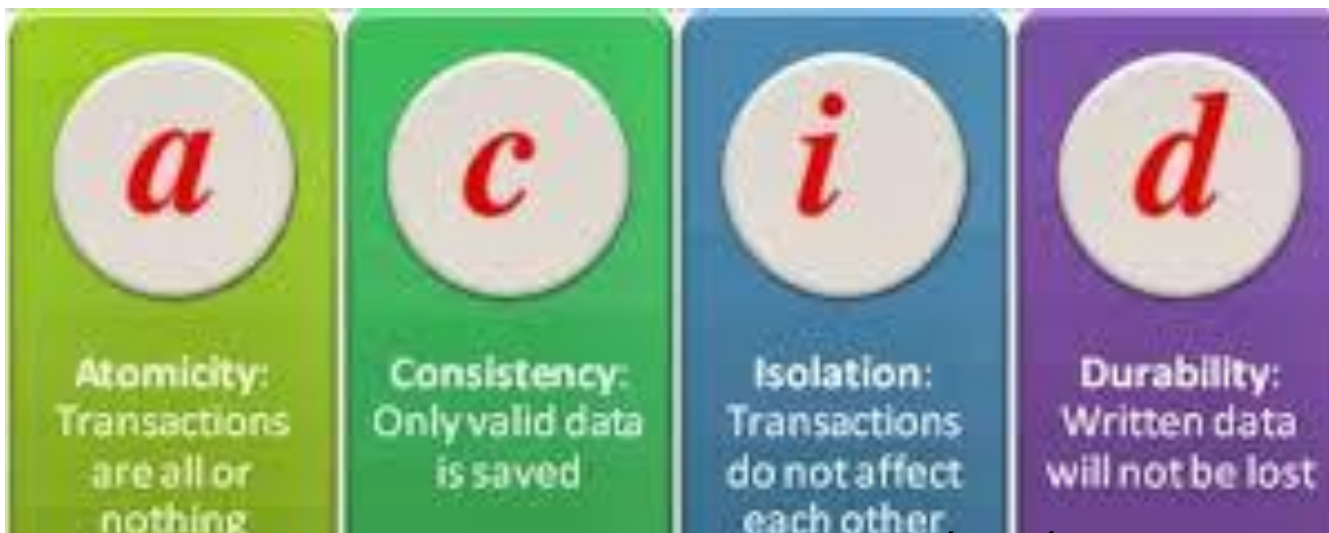 a
Atomicity:
Transactions
are all or
nothing
c
Consistency:
Only valid data
is saved
i
Isolation:
Transactions
do not affect
each other
d
Durability:
Written data
will not be lost